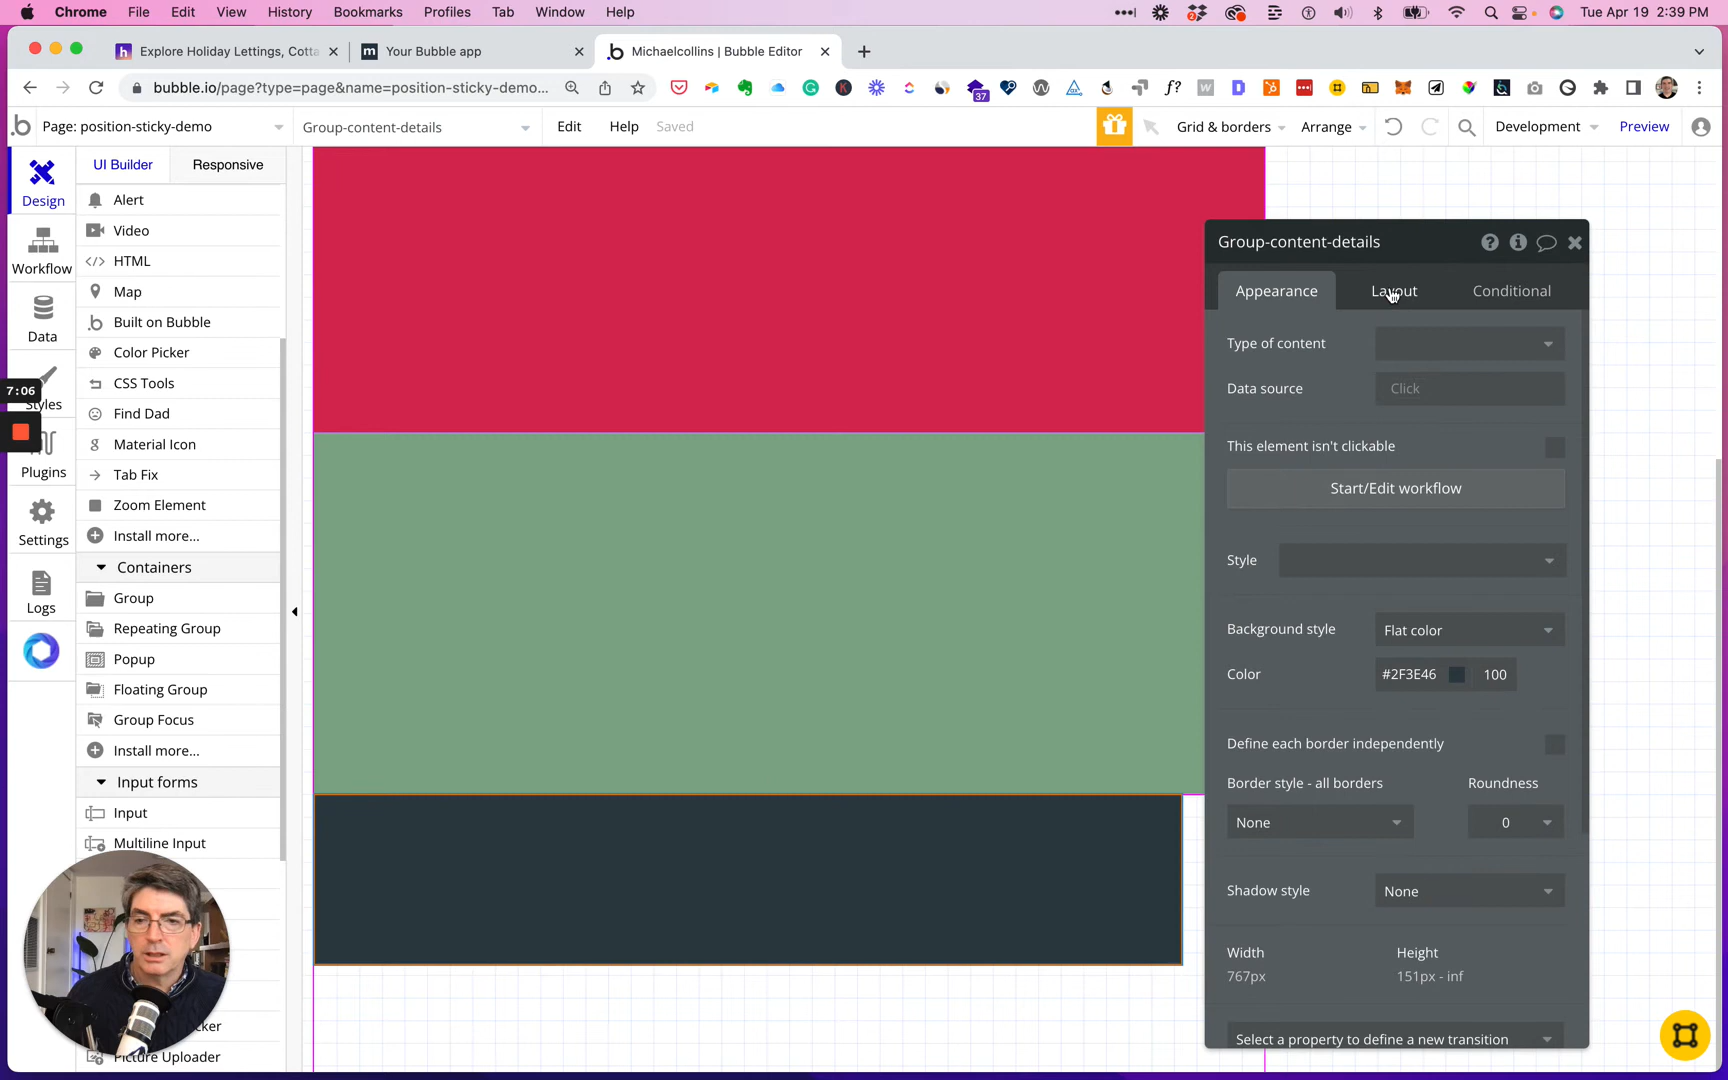 Chrome File Edit View History Bookmarks Profiles Tab Window Help
2
Tue Apr 19 2:39 PM
Explore Holiday Lettings, Cotta
Your Bubble app
Michaelcollins | Bubble Editor
bubble.io/page?type=page&name=position-sticky-demo...
37
f?
Page: position-sticky-demo
Group-content-details
Edit
Help
Saved
Grid & borders
Arrange
Development
Preview
Design
Workflow
Data
Styles
Plugins
Settings
Logs
7:06
UI Builder
Responsive
Alert
Video
HTML
Map
Built on Bubble
Color Picker
CSS Tools
Find Dad
Material Icon
Tab Fix
Zoom Element
Install more...
Containers
Group
Repeating Group
Popup
Floating Group
Group Focus
Install more...
Input forms
Input
Multiline Input
Picture Uploader
Group-content-details
Appearance
Layout
Conditional
Type of content
Data source
Click
This element isn't clickable
Start/Edit workflow
Style
Background style
Flat color
Color
#2F3E46
100
Define each border independently
Border style - all borders
Roundness
None
0
Shadow style
None
Width
Height
767px
151px - inf
Select a property to define a new transition